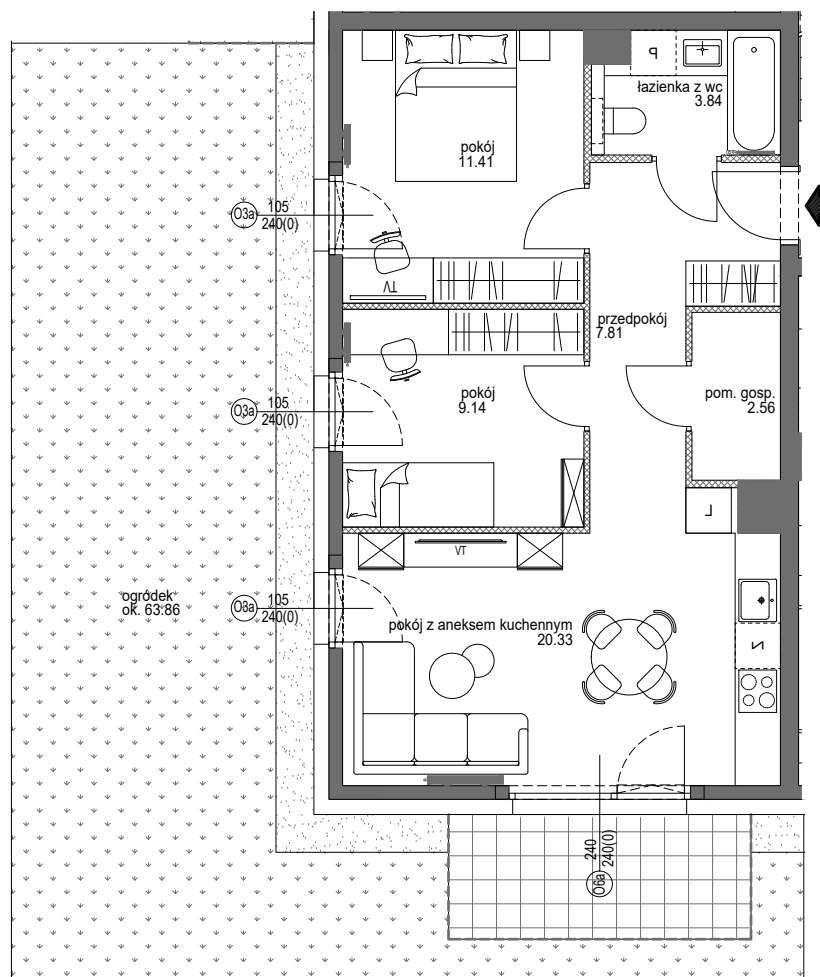 P
łazienka z wc
3.84
pokój
11.41
O3a
105
240(0)
TV
przedpokój
7.81
pokój
9.14
pom. gosp.
2.56
O3a
105
240(0)
L
VT
ogródek
ok. 63.86
O8a
105
240(0)
pokój z aneksem kuchennym
20.33
Z
240
240(0)
O6a